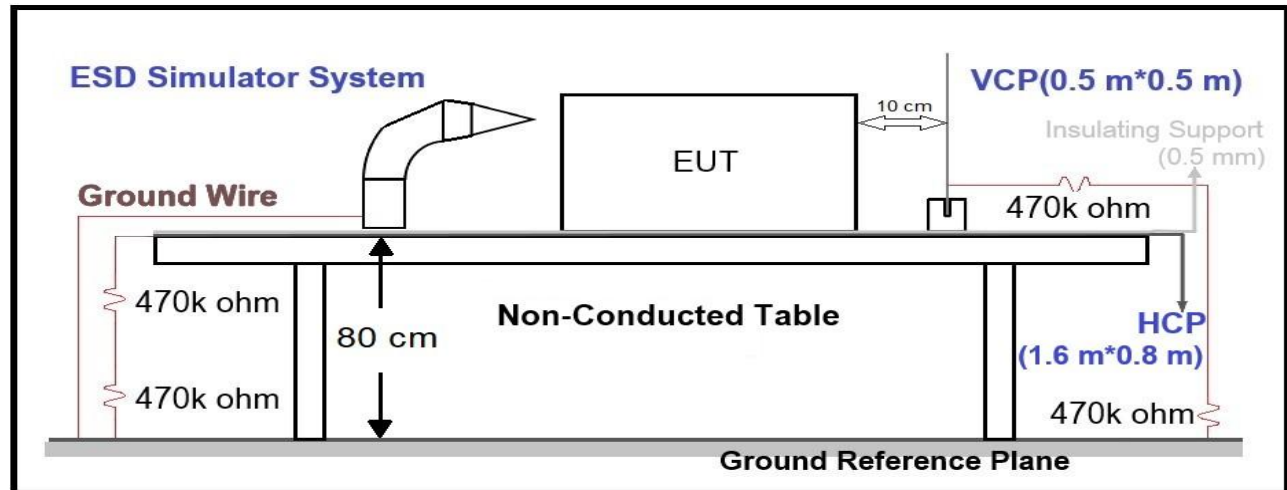 ESD Simulator System
10 cm
VCP(0.5 m*0.5 m)
Insulating Support
(0.5 mm)
EUT
Ground Wire
470k ohm
470k ohm
80 cm
Non-Conducted Table
HCP
(1.6 m*0.8 m)
470k ohm
470k ohm
Ground Reference Plane